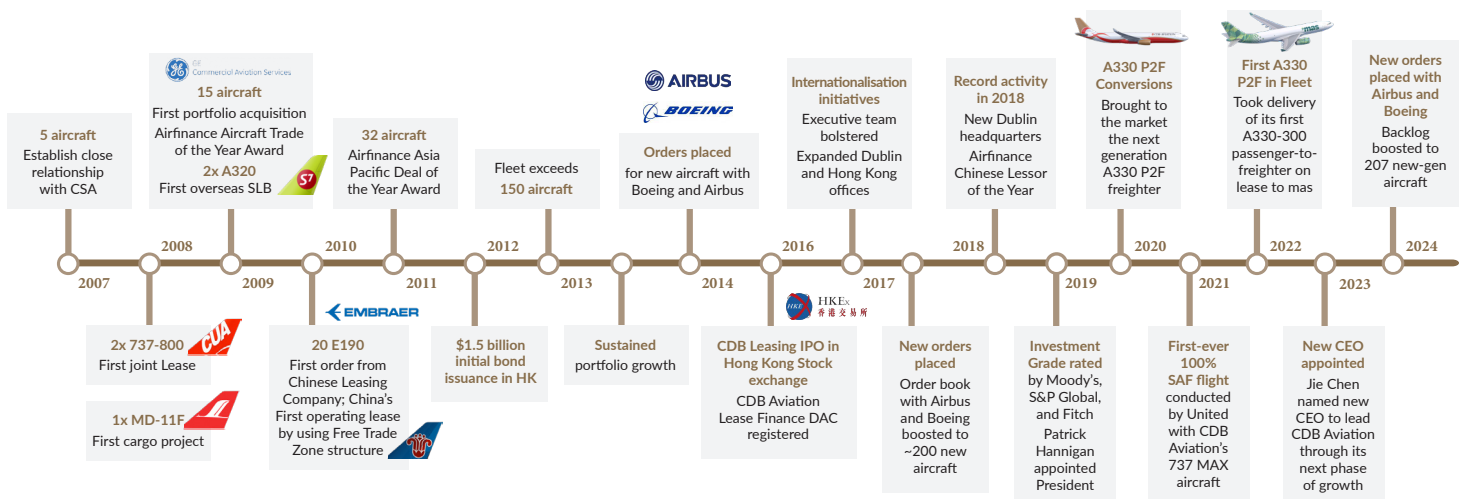 5 aircraft
Establish close
relationship
with CSA
2007
2008
2x 737-800
First joint Lease
CUA
1x MD-11F
First cargo project
GE
Commercial Aviation Services
15 aircraft
First portfolio acquisition
Airfinance Aircraft Trade
of the Year Award
2x A320
First overseas SLB
S7
2009
2010
EMBRAER
20 E190
First order from
Chinese Leasing
Company; China's
First operating lease
by using Free Trade
Zone structure
32 aircraft
Airfinance Asia
Pacific Deal of
the Year Award
2011
2012
$1.5 billion
initial bond
issuance in HK
Fleet exceeds
150 aircraft
2013
Sustained
portfolio growth
AIRBUS
BOEING
Orders placed
for new aircraft with
Boeing and Airbus
2014
2016
HKEx
香港交易所
HKEx
CDB Leasing IPO in
Hong Kong Stock
exchange
CDB Aviation
Lease Finance DAC
registered
Internationalisation
initiatives
Executive team
bolstered
Expanded Dublin
and Hong Kong
offices
2017
New orders
placed
Order book
with Airbus
and Boeing
boosted to
~200 new
aircraft
2018
Record activity
in 2018
New Dublin
headquarters
Airfinance
Chinese Lessor
of the Year
2019
Investment
Grade rated
by Moody's,
S&P Global,
and Fitch
Patrick
Hannigan
appointed
President
2020
A330 P2F
Conversions
Brought to
the market
the next
generation
A330 P2F
freighter
2021
First-ever
100%
SAF flight
conducted
by United
with CDB
Aviation's
737 MAX
aircraft
2022
mas
First A330
P2F in Fleet
Took delivery
of its first
A330-300
passenger-to-
freighter on
lease to mas
2023
New CEO
appointed
Jie Chen
named new
CEO to lead
CDB Aviation
through its
next phase
of growth
2024
New orders
placed with
Airbus and
Boeing
Backlog
boosted to
207 new-gen
aircraft